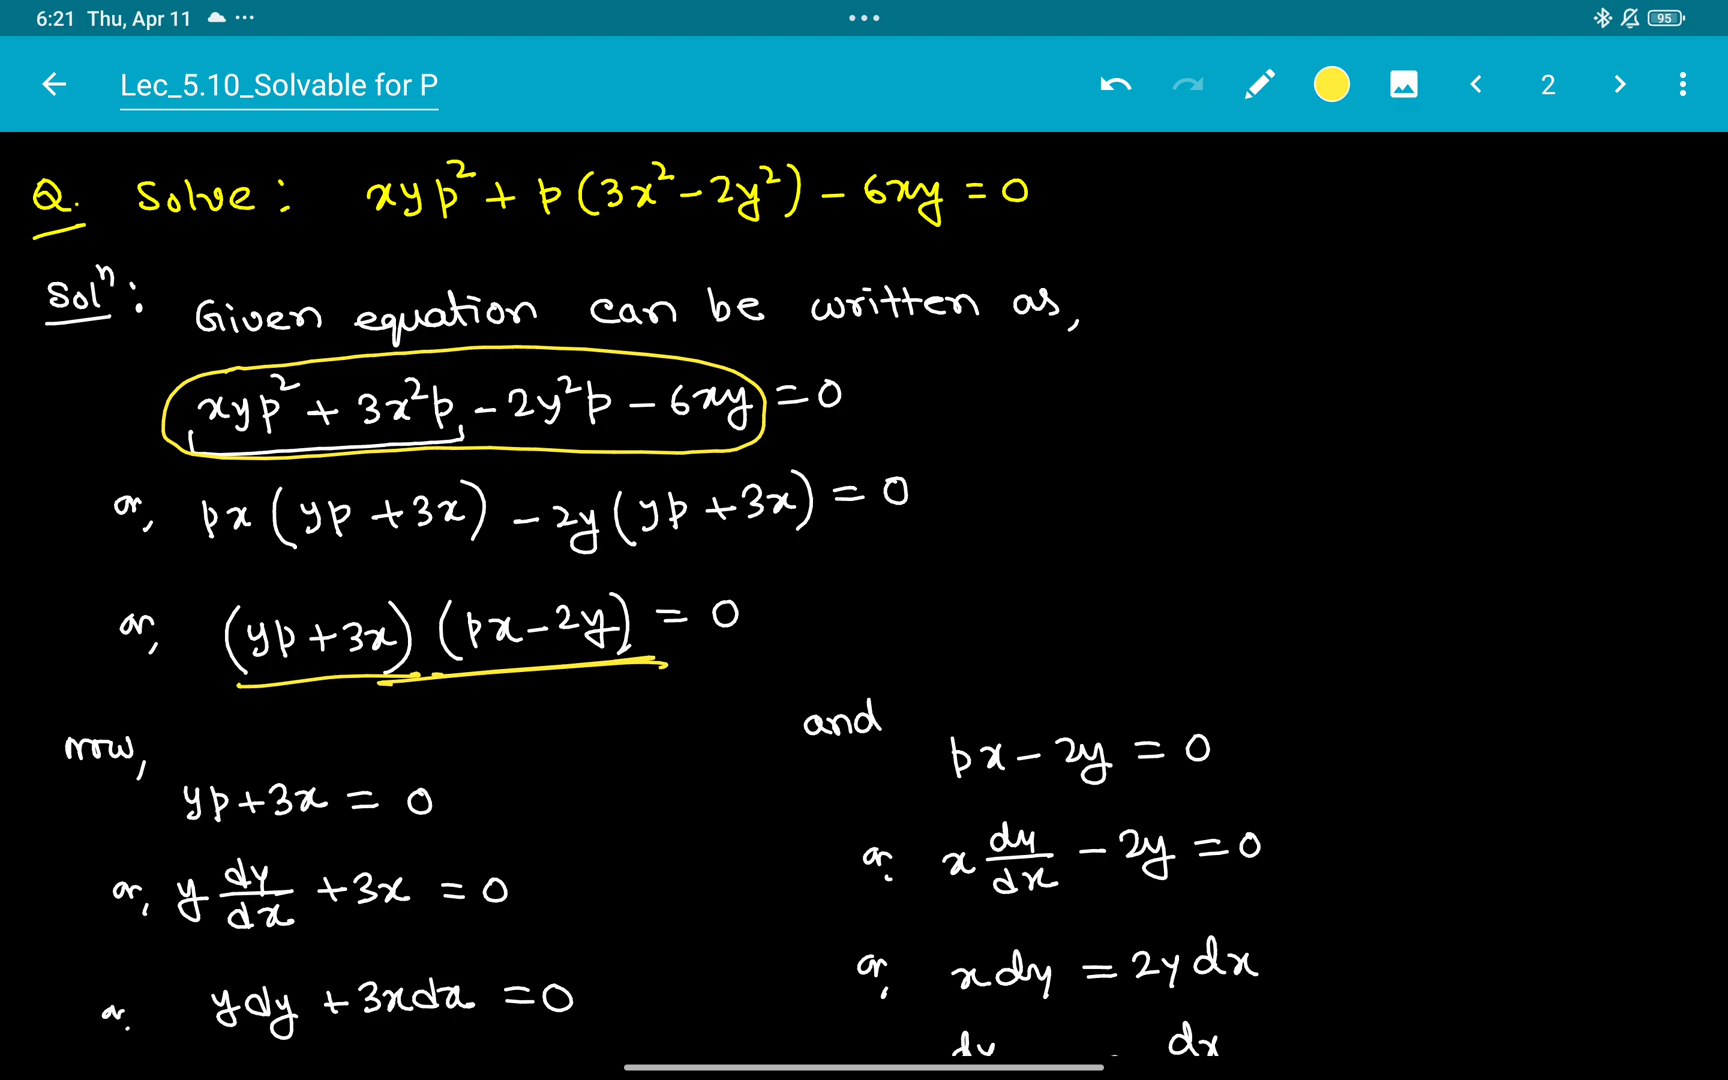 6:21 Thu, Apr 11
95
Lec_5.10_Solvable for P
2
Q. Solve: xyp² + p(3x² - 2y²) - 6xy = 0
Solⁿ: Given equation can be written as,
xyp² + 3x²p - 2y²p - 6xy = 0
or, px(yp + 3x) - 2y(yp + 3x) = 0
or, (yp + 3x)(px - 2y) = 0
now,
yp + 3x = 0
or, y dy/dx + 3x = 0
or, ydy + 3xdx = 0
and
px - 2y = 0
or, x dy/dx - 2y = 0
or, xdy = 2ydx
dy dx